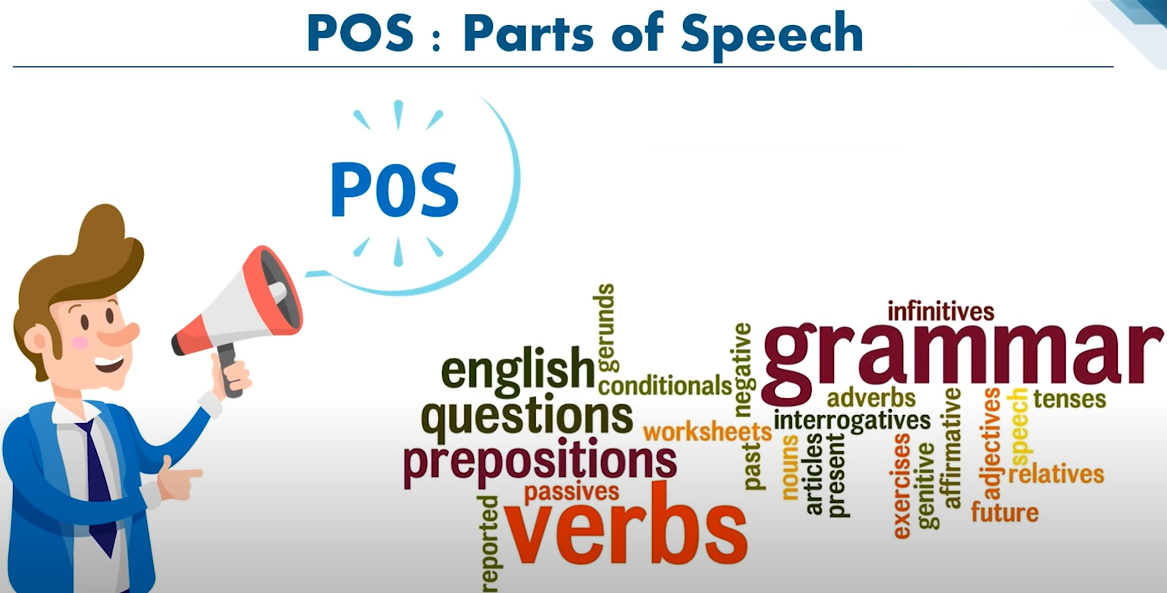 POS : Parts of Speech
P0S
infinitives
grammar
gerunds
english
conditionals
negative
adverbs
tenses
questions
interrogatives
worksheets
prepositions
past
nouns
articles
present
exercises
genitive
affirmative
adjectives
speech
relatives
future
passives
verbs
reported